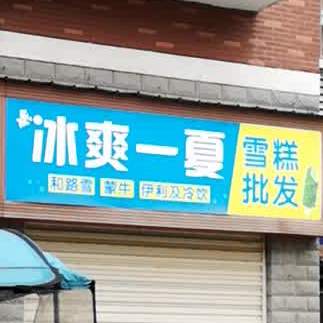 冰爽一夏
和路雪 蒙牛 伊利及冷饮
雪糕
批发